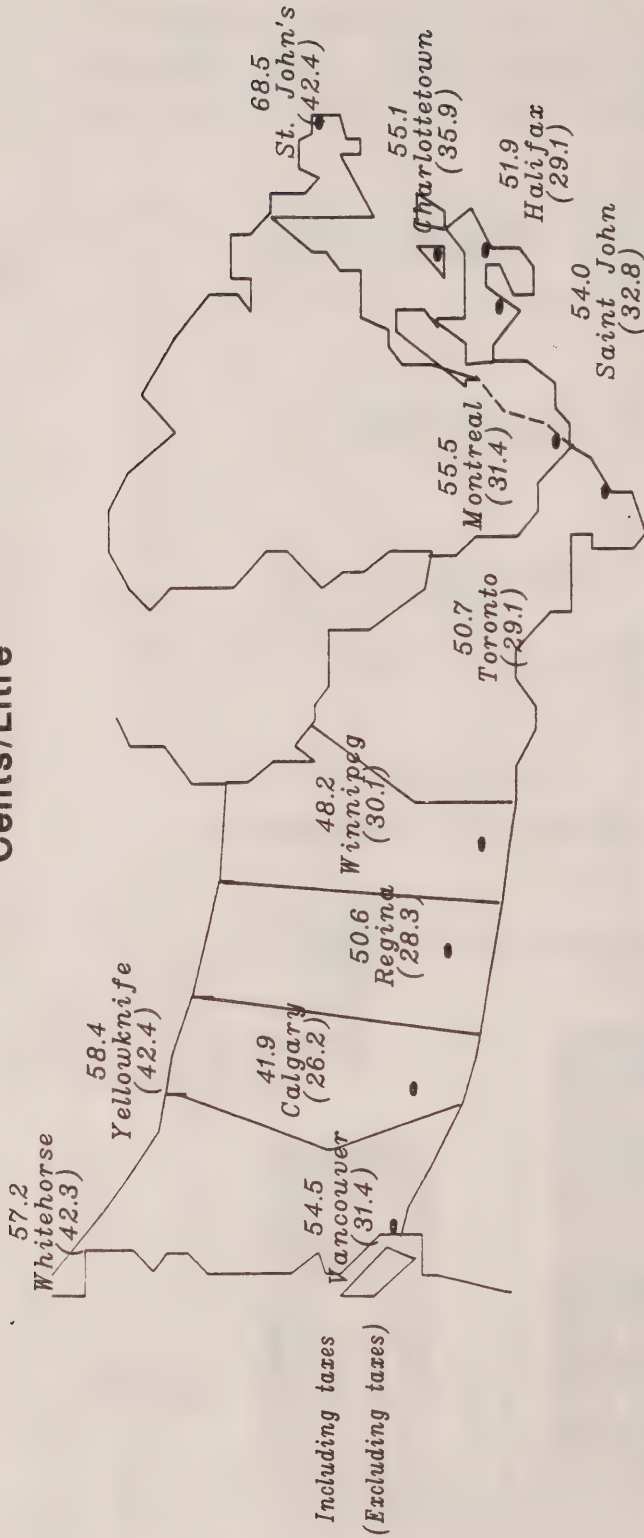 Cents/Litre
57.2
Whitehorse
(42.3)
58.4
Yellowknife
(42.4)
54.5
Vancouver
(31.4)
41.9
Calgary
(26.2)
50.6
Regina
(28.3)
48.2
Winnipeg
(30.1)
50.7
Toronto
(29.1)
55.5
Montreal
(31.4)
54.0
Saint John
(32.8)
51.9
Halifax
(29.1)
55.1
Charlottetown
(35.9)
68.5
St. John's
(42.4)
Including taxes
(Excluding taxes)